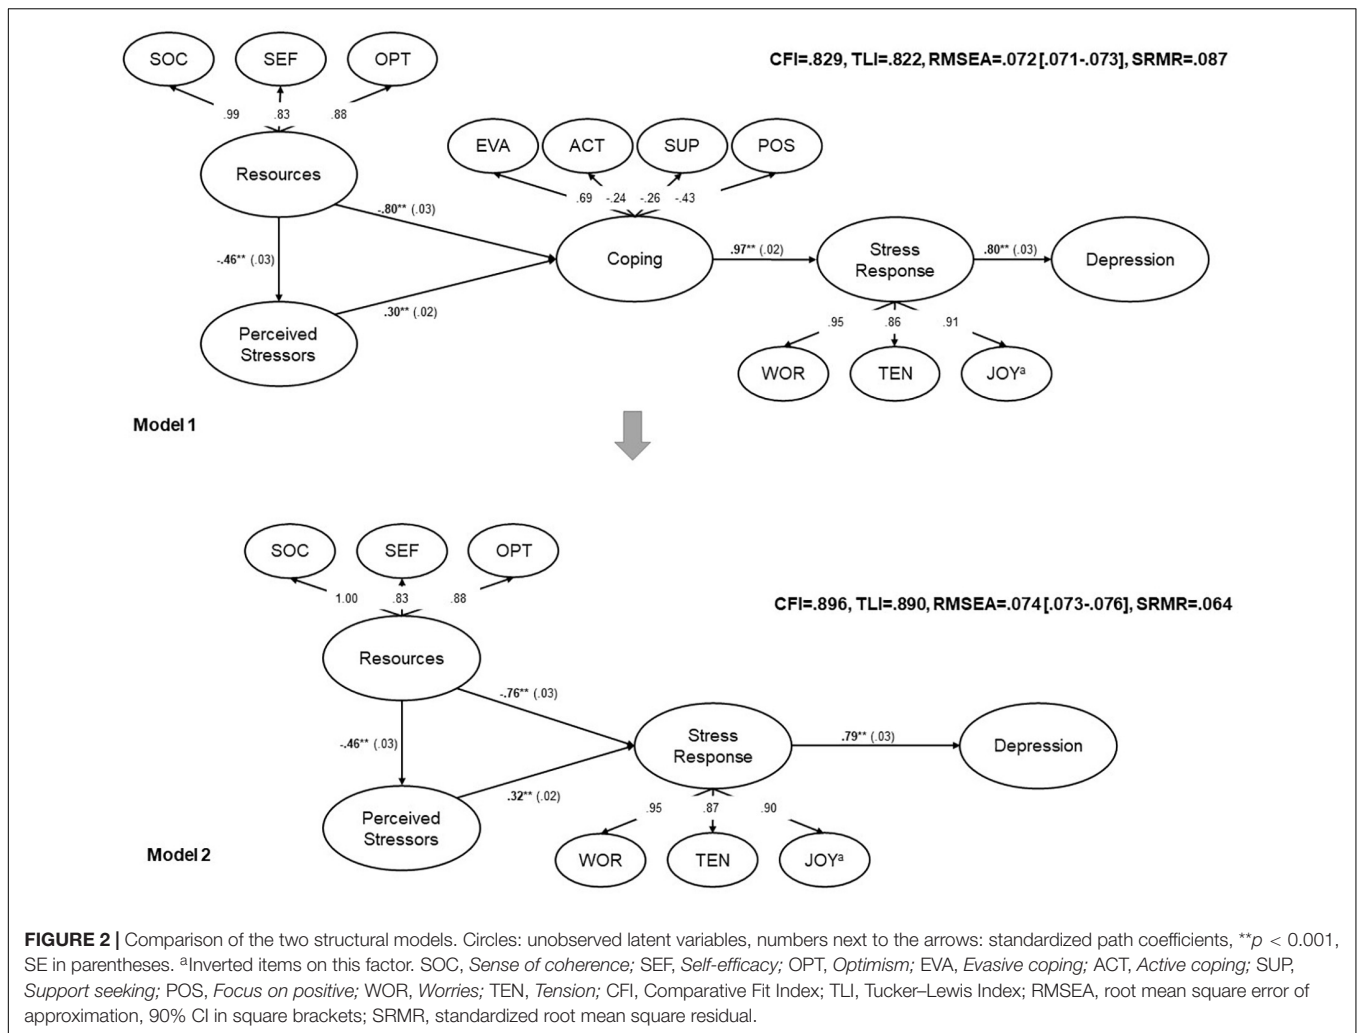 SOC SEF OPT
CFI=.829, TLI=.822, RMSEA=.072 [.071-.073], SRMR=.087
.99 .83 .88
EVA ACT SUP POS
Resources
.69 -.24 -.26 -.43
-.80** (.03)
-.46** (.03)
Coping
.97** (.02)
Stress
Response
.80** (.03)
Depression
.30** (.02)
Perceived
Stressors
.95 .86 .91
WOR TEN JOYᵃ
Model 1
SOC SEF OPT
1.00 .83 .88
CFI=.896, TLI=.890, RMSEA=.074 [.073-.076], SRMR=.064
Resources
-.76** (.03)
-.46** (.03)
Stress
Response
.79** (.03)
Depression
.32** (.02)
Perceived
Stressors
.95 .87 .90
Model 2
WOR TEN JOYᵃ
FIGURE 2 | Comparison of the two structural models. Circles: unobserved latent variables, numbers next to the arrows: standardized path coefficients, **p < 0.001,
SE in parentheses. ᵃInverted items on this factor. SOC, Sense of coherence; SEF, Self-efficacy; OPT, Optimism; EVA, Evasive coping; ACT, Active coping; SUP,
Support seeking; POS, Focus on positive; WOR, Worries; TEN, Tension; CFI, Comparative Fit Index; TLI, Tucker–Lewis Index; RMSEA, root mean square error of
approximation, 90% CI in square brackets; SRMR, standardized root mean square residual.